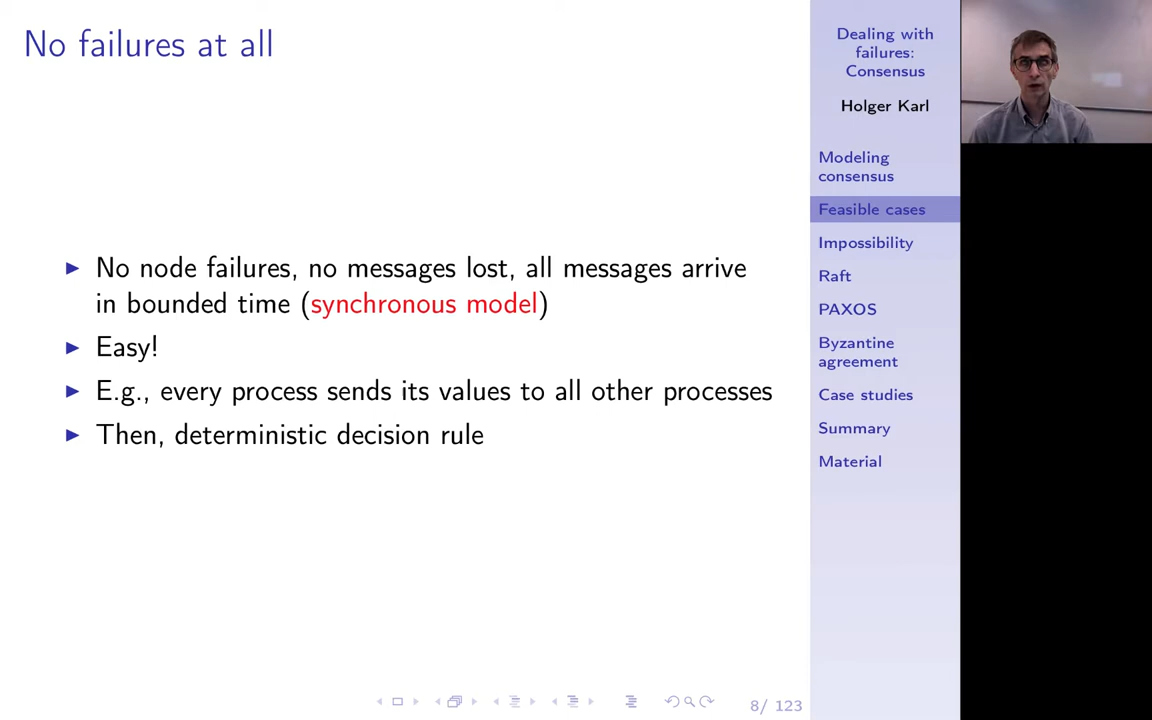 No failures at all
No node failures, no messages lost, all messages arrive
in bounded time (synchronous model)
Easy!
E.g., every process sends its values to all other processes
Then, deterministic decision rule
8/ 123
Dealing with
failures:
Consensus
Holger Karl
Modeling
consensus
Feasible cases
Impossibility
Raft
PAXOS
Byzantine
agreement
Case studies
Summary
Material